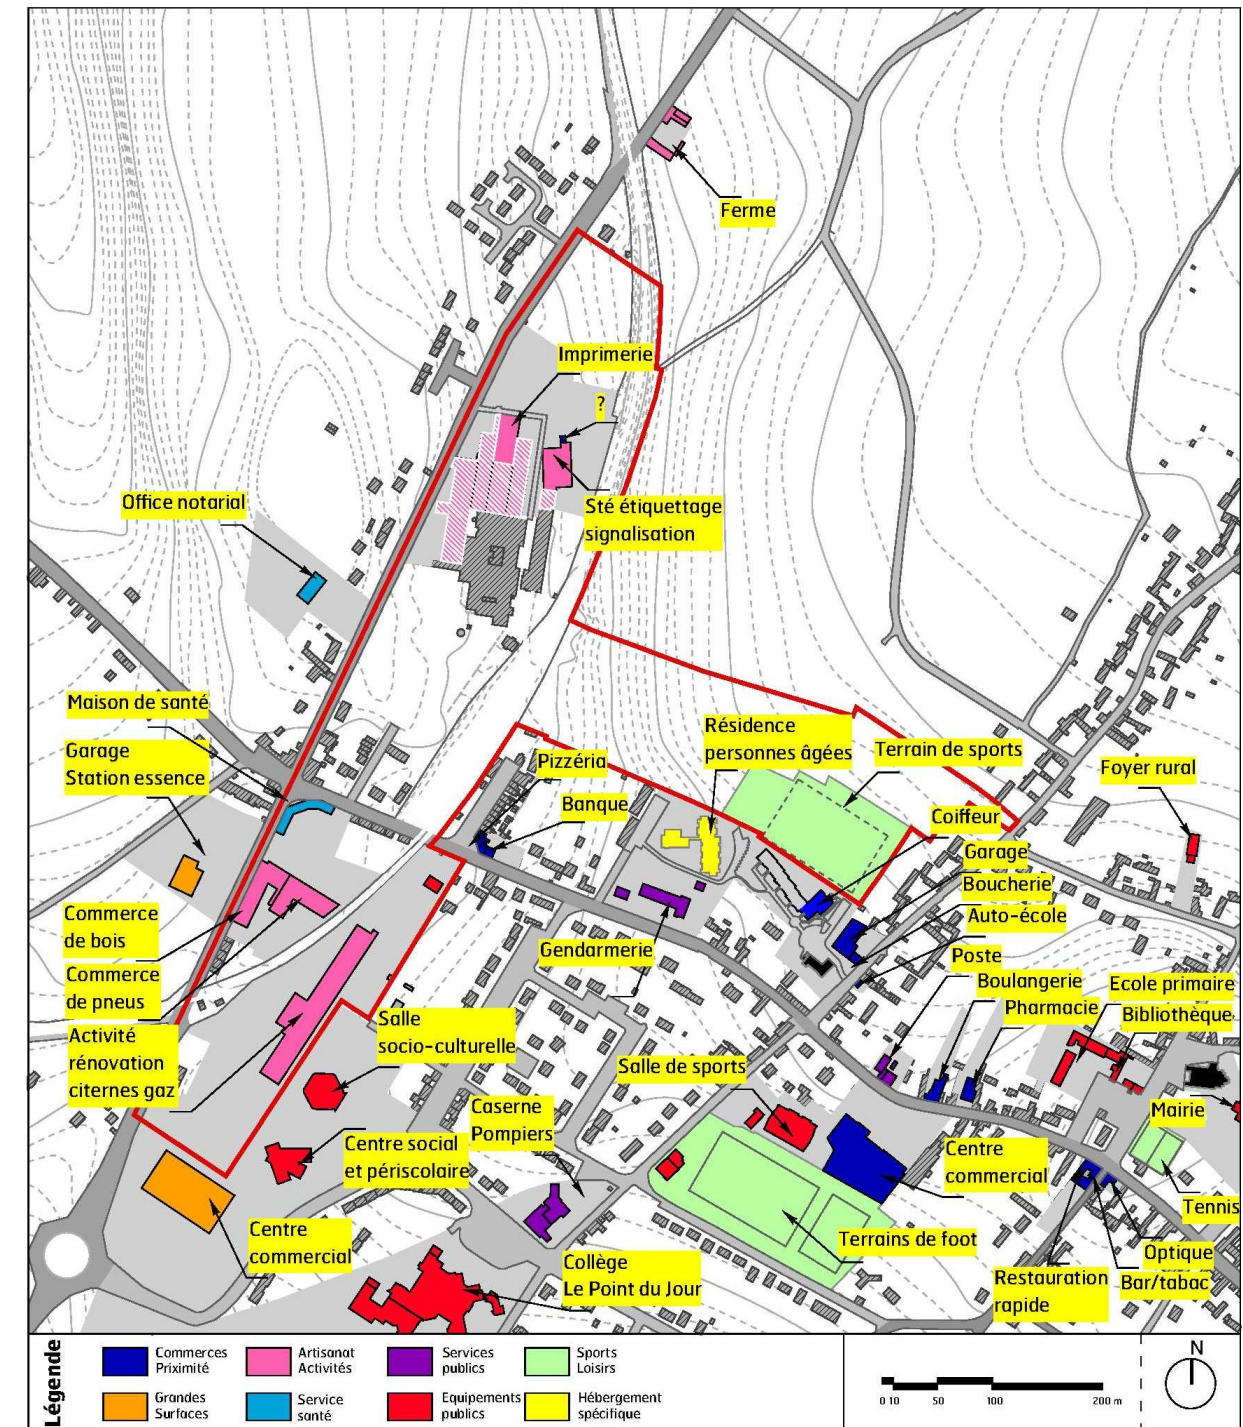 Ferme
Imprimerie
?
Office notarial
Sté étiquettage
signalisation
Maison de santé
Garage
Station essence
Résidence
personnes âgées
Terrain de sports
Pizzéria
Foyer rural
Banque
Coiffeur
Garage
Boucherie
Auto-école
Commerce
de bois
Gendarmerie
Poste
Commerce
de pneus
Boulangerie
Ecole primaire
Pharmacie
Bibliothèque
Activité
rénovation
citernes gaz
Salle
socio-culturelle
Salle de sports
Caserne
Pompiers
Mairie
Centre social
et périscolaire
Centre
commercial
Tennis
Centre
commercial
Terrains de foot
Optique
Collège
Le Point du Jour
Restauration
rapide
Bar/tabac
Légende
Commerces
Priximité
Artisanat
Activités
Services
publics
Sports
Loisirs
Grandes
Surfaces
Service
santé
Equipements
publics
Hébergement
spécifique
0 10 50 100 200 m
N